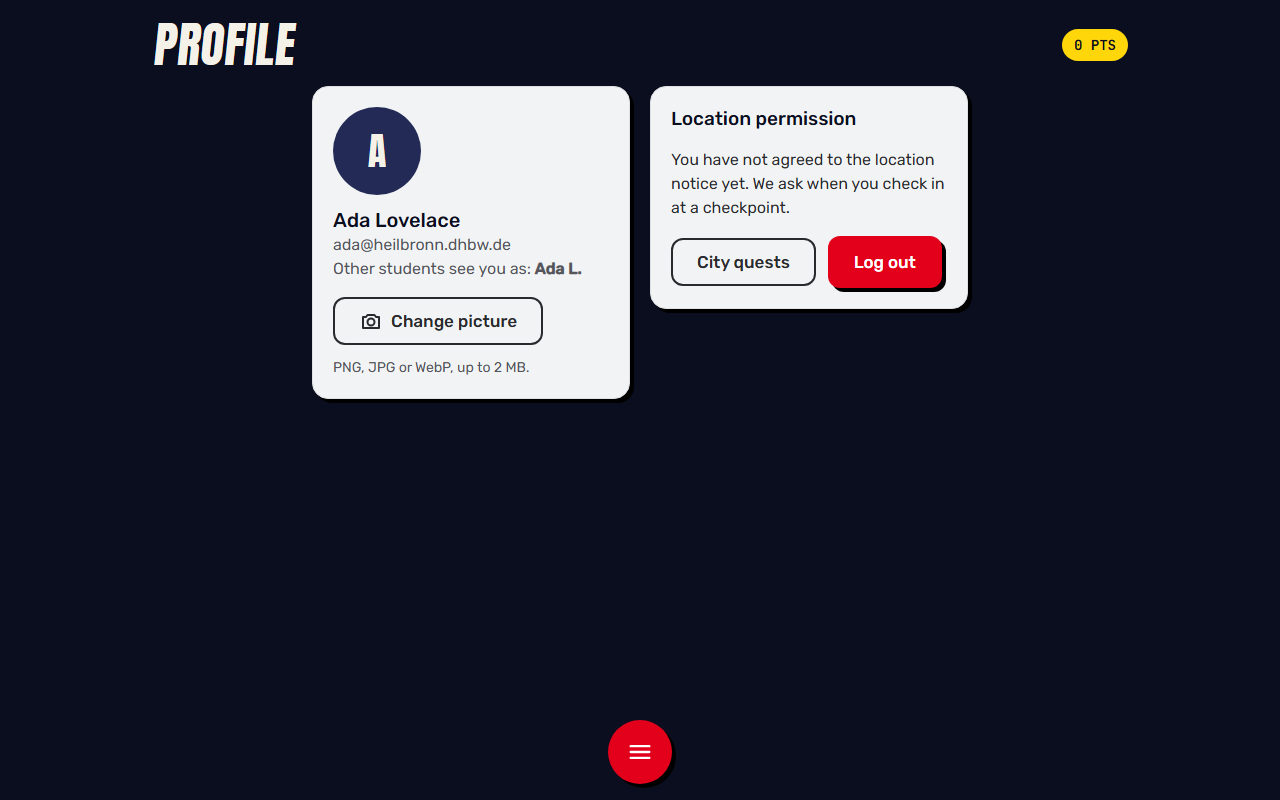 PROFILE
0 PTS
A
Ada Lovelace
ada@heilbronn.dhbw.de
Other students see you as: Ada L.
Change picture
PNG, JPG or WebP, up to 2 MB.
Location permission
You have not agreed to the location
notice yet. We ask when you check in
at a checkpoint.
City quests
Log out